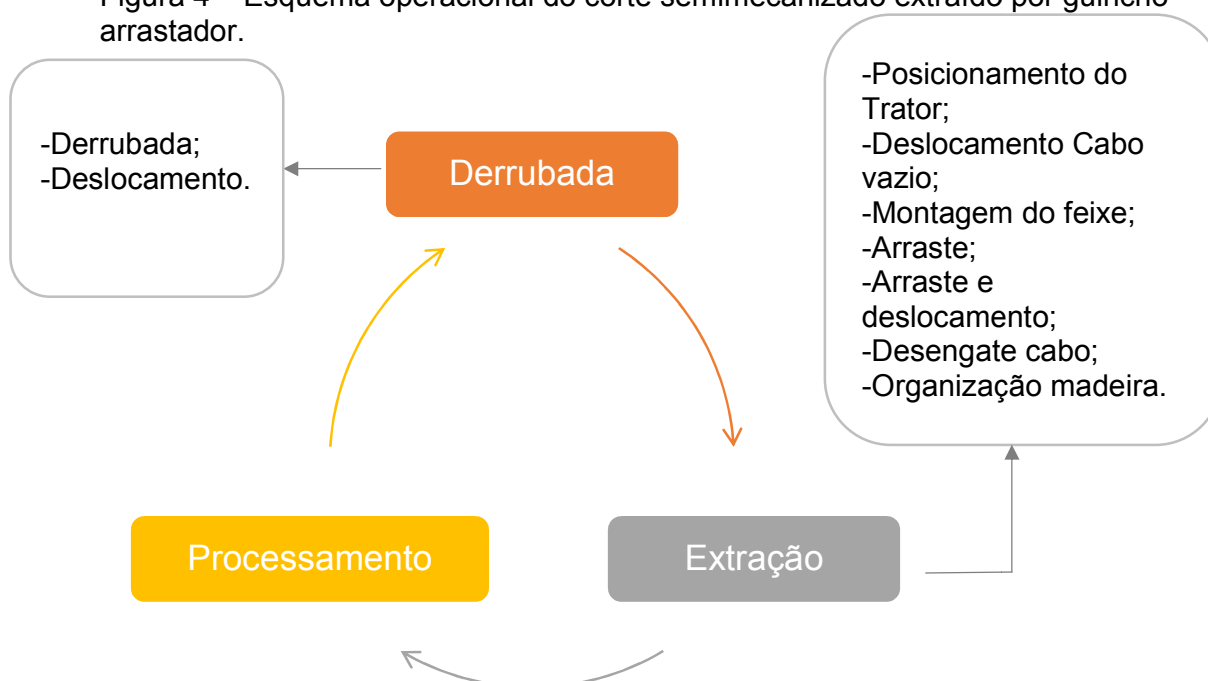 Figura 4 – Esquema operacional do corte semimecanizado extraído por guincho
arrastador.
-Derrubada;
-Deslocamento.
Derrubada
-Posicionamento do
Trator;
-Deslocamento Cabo
vazio;
-Montagem do feixe;
-Arraste;
-Arraste e
deslocamento;
-Desengate cabo;
-Organização madeira.
Processamento
Extração